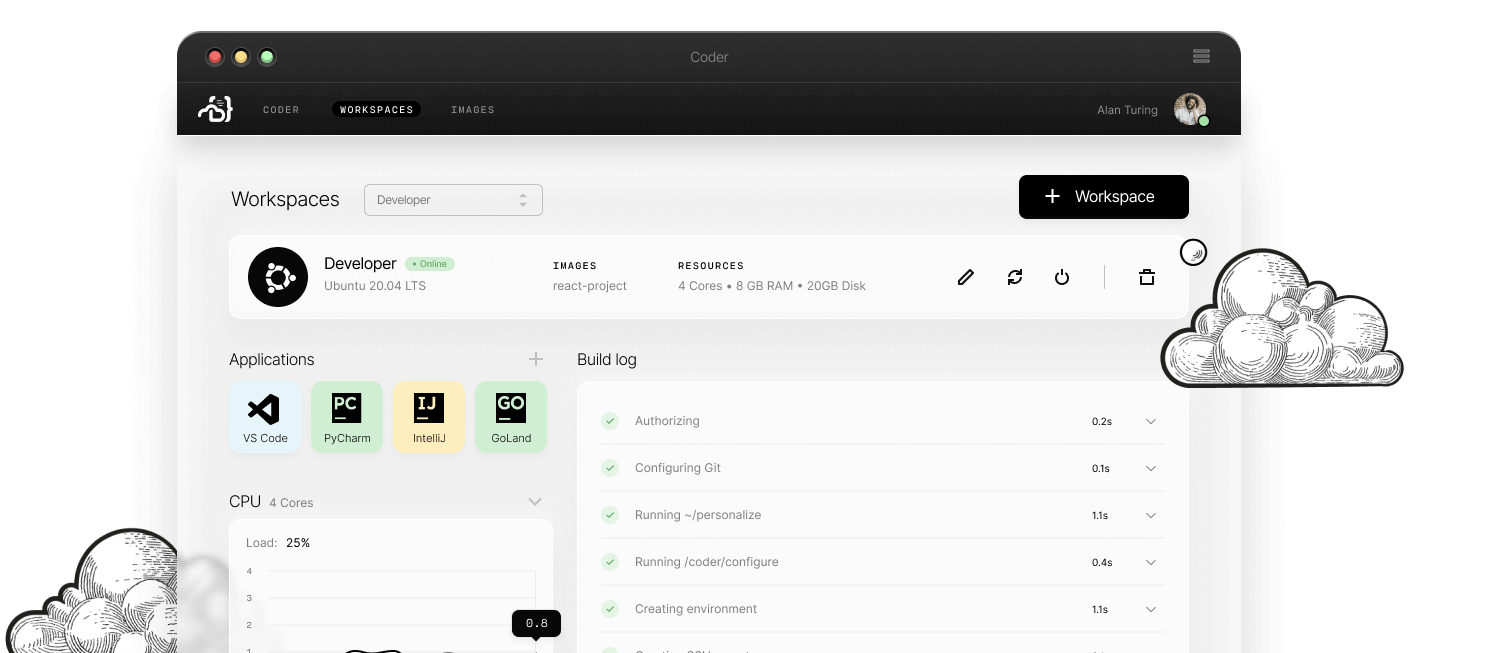 Coder
CODER WORKSPACES IMAGES Alan Turing
Workspaces Developer + Workspace
Developer • Online
Ubuntu 20.04 LTS
IMAGES
react-project
RESOURCES
4 Cores • 8 GB RAM • 20GB Disk
Applications
PC
IJ
GO
VS Code PyCharm IntelliJ GoLand
CPU 4 Cores
Load: 25%
4
3
2
0.8
1
Build log
Authorizing 0.2s
Configuring Git 0.1s
Running ~/personalize 1.1s
Running /coder/configure 0.4s
Creating environment 1.1s